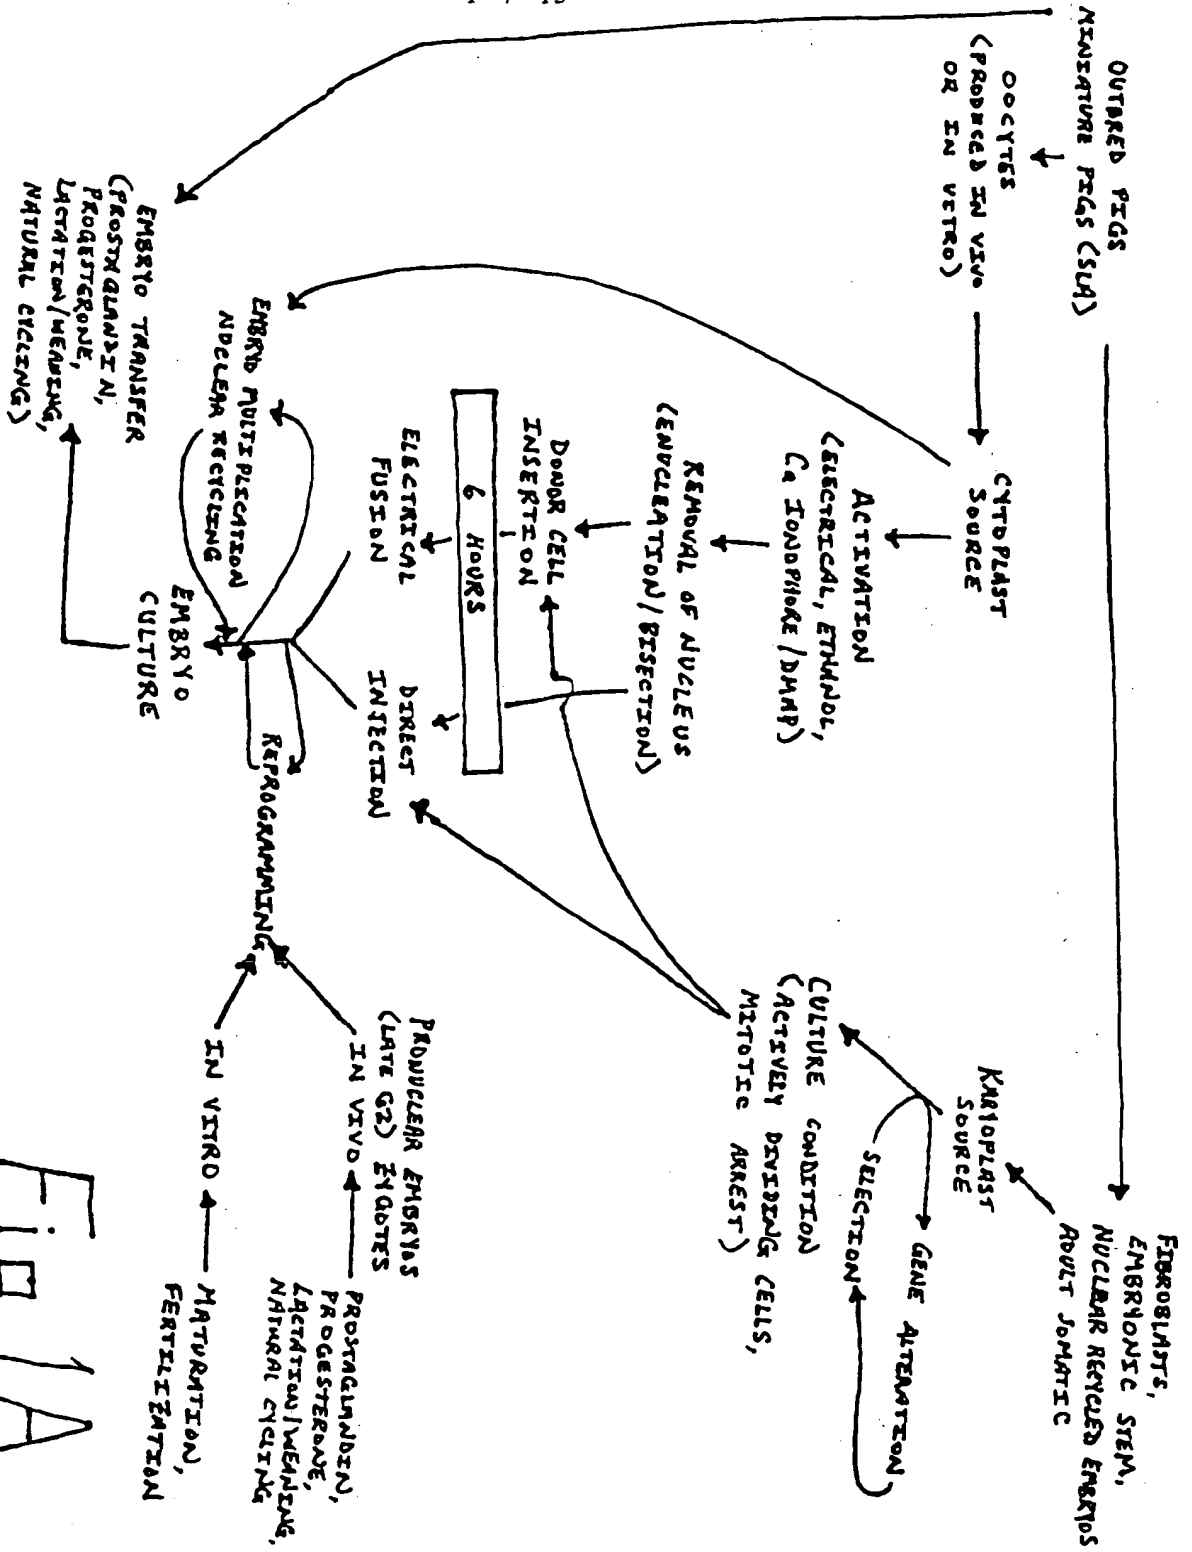 OUTBRED PIGS
MINIATURE PIGS (SLA)
OOCYTES
(PRODUCED IN VIVO
OR IN VITRO)
CYTOPLAST
SOURCE
ACTIVATION
(ELECTRICAL, ETHANOL,
Ca IONOPHORE/DMAP)
REMOVAL OF NUCLEUS
(ENUCLEATION/BISECTION)
DONOR CELL
INSERTION
6 HOURS
ELECTRICAL
FUSION
DIRECT
INJECTION
EMBRYO MULTIPLICATION
NUCLEAR RECYCLING
EMBRYO
CULTURE
EMBRYO TRANSFER
(PROSTAGLANDIN,
PROGESTERONE,
LACTATION/WEANING,
NATURAL CYCLING)
FIBROBLASTS,
EMBRYONIC STEM,
NUCLEAR RECYCLED EMBRYOS
ADULT SOMATIC
KARYOPLAST
SOURCE
GENE ALTERATION
SELECTION
CULTURE CONDITION
(ACTIVELY DIVIDING CELLS,
MITOTIC ARREST)
REPROGRAMMING
PRONUCLEAR EMBRYOS
(LATE G2) ZYGOTES
IN VIVO
PROSTAGLANDIN,
PROGESTERONE,
LACTATION/WEANING,
NATURAL CYCLING
IN VITRO
MATURATION,
FERTILIZATION
Fig 1A